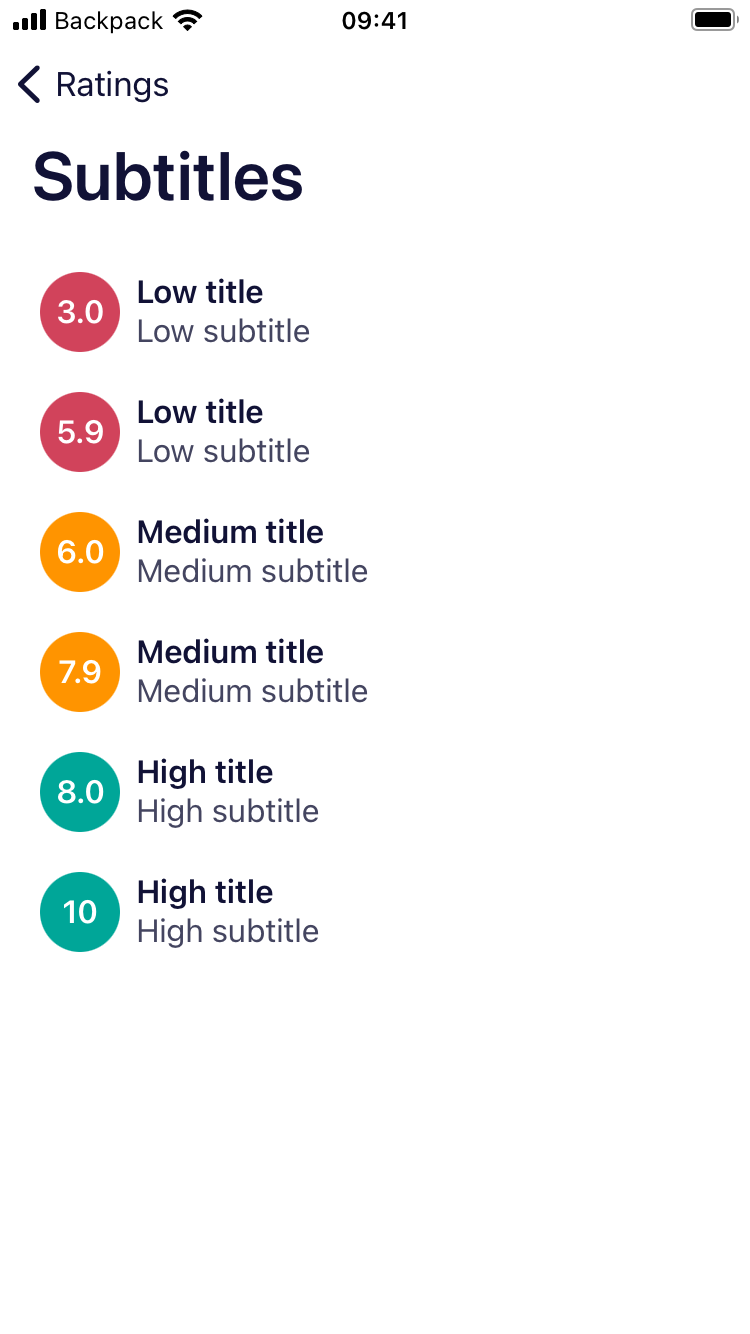 Backpack 09:41
Ratings
Subtitles
3.0 Low title
Low subtitle
5.9 Low title
Low subtitle
6.0 Medium title
Medium subtitle
7.9 Medium title
Medium subtitle
8.0 High title
High subtitle
10 High title
High subtitle